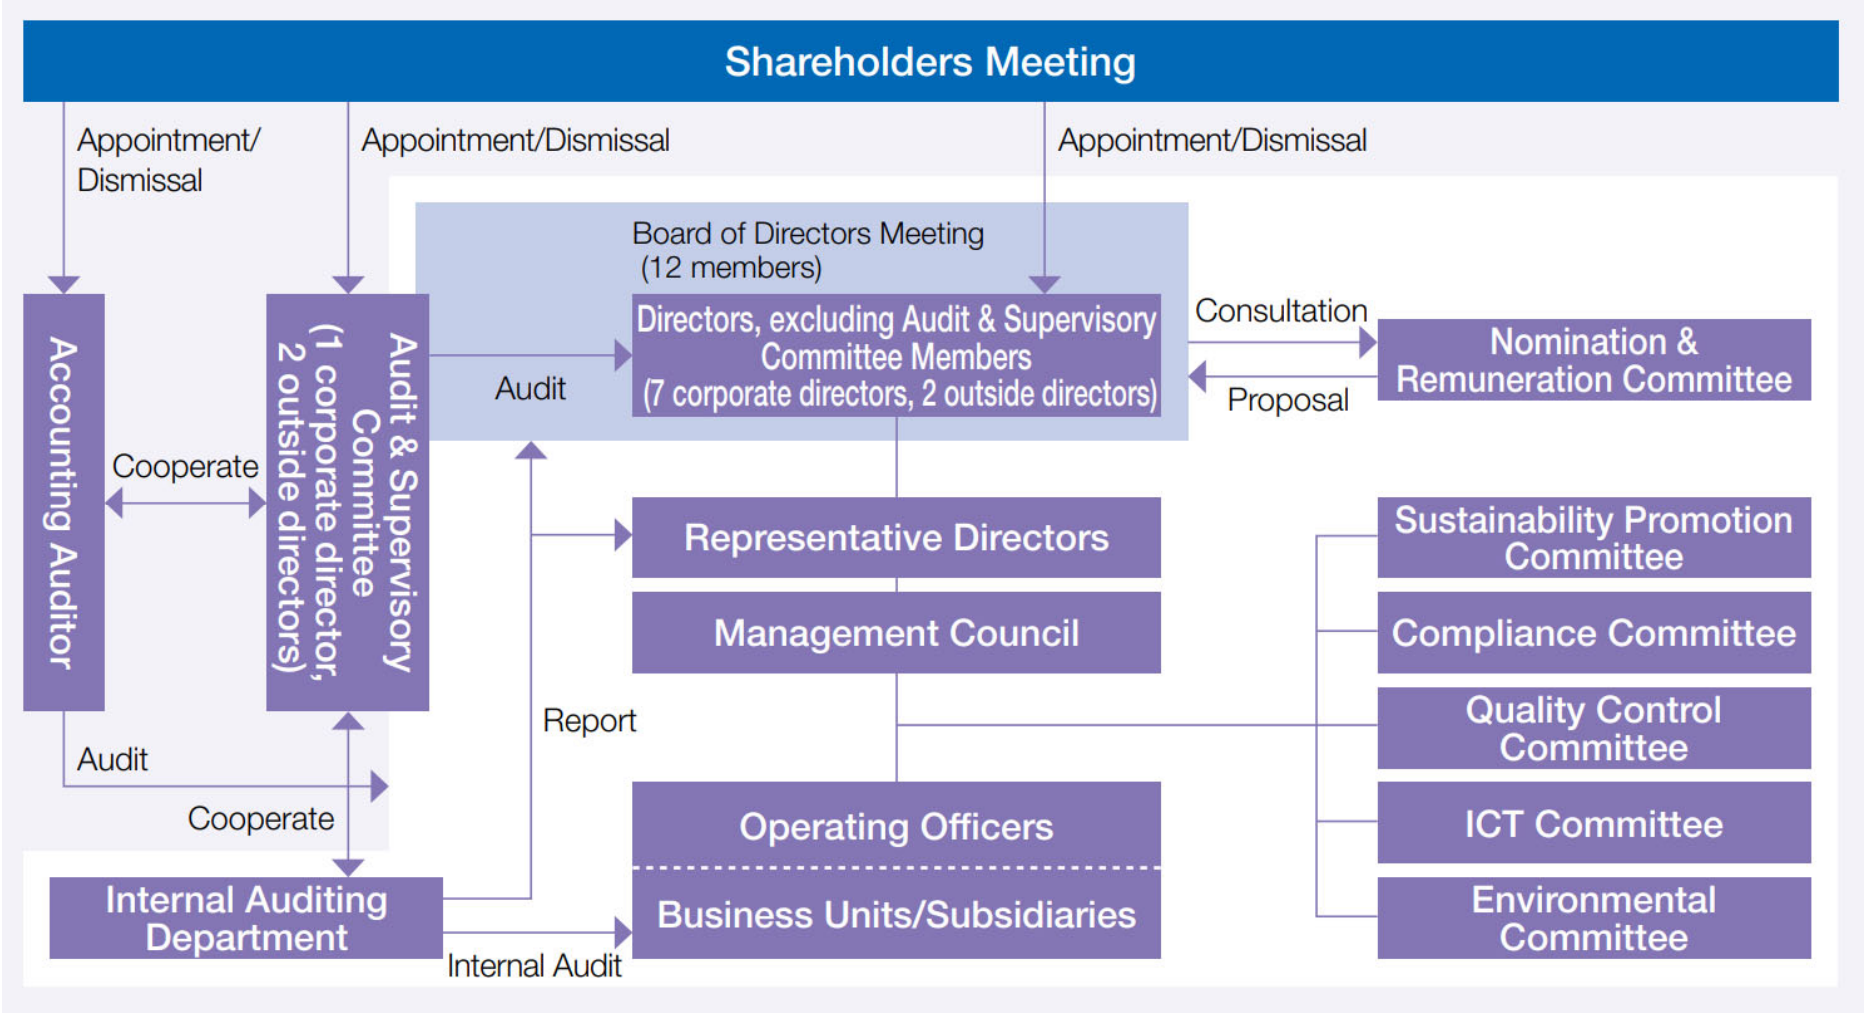 Shareholders Meeting
Appointment/
Dismissal
Appointment/Dismissal
Appointment/Dismissal
Board of Directors Meeting
(12 members)
Directors, excluding Audit & Supervisory
Committee Members
(7 corporate directors, 2 outside directors)
Consultation
Proposal
Nomination &
Remuneration Committee
Accounting Auditor
Cooperate
Audit & Supervisory
Committee
(1 corporate director,
2 outside directors)
Audit
Representative Directors
Management Council
Sustainability Promotion
Committee
Compliance Committee
Quality Control
Committee
ICT Committee
Environmental
Committee
Report
Audit
Cooperate
Operating Officers
Business Units/Subsidiaries
Internal Auditing
Department
Internal Audit